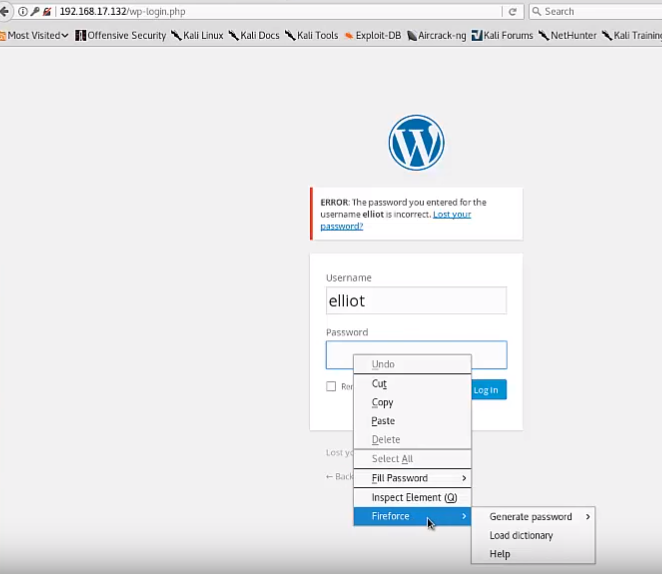 192.168.17.132/wp-login.php
Search
Most Visited
Offensive Security
Kali Linux
Kali Docs
Kali Tools
Exploit-DB
Aircrack-ng
Kali Forums
NetHunter
Kali Training
ERROR: The password you entered for the
username elliot is incorrect. Lost your
password?
Username
elliot
Password
Undo
Cut
Copy
Paste
Delete
Select All
Fill Password
Inspect Element (Q)
Fireforce
Rem
Log In
Lost yo
← Back
Generate password
Load dictionary
Help